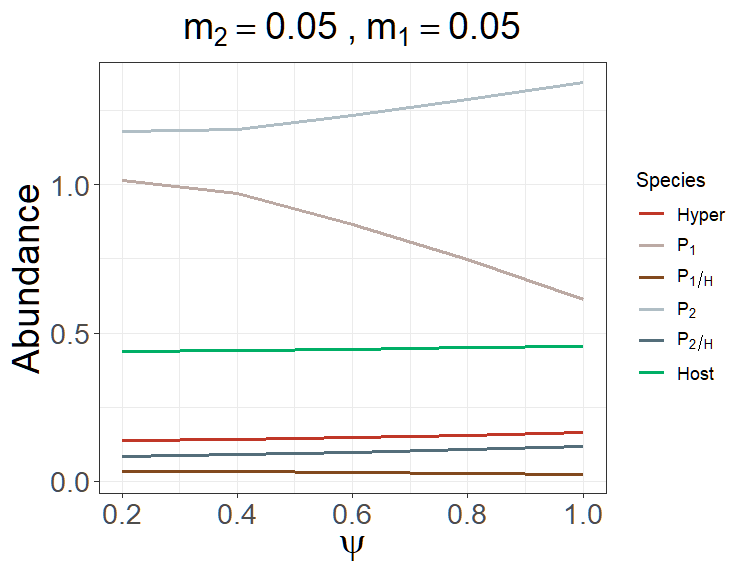 m₂ = 0.05 , m₁ = 0.05
Abundance
1.0
0.5
0.0
0.2 0.4 0.6 0.8 1.0
ψ
Species
Hyper
P₁
P₁/H
P₂
P₂/H
Host